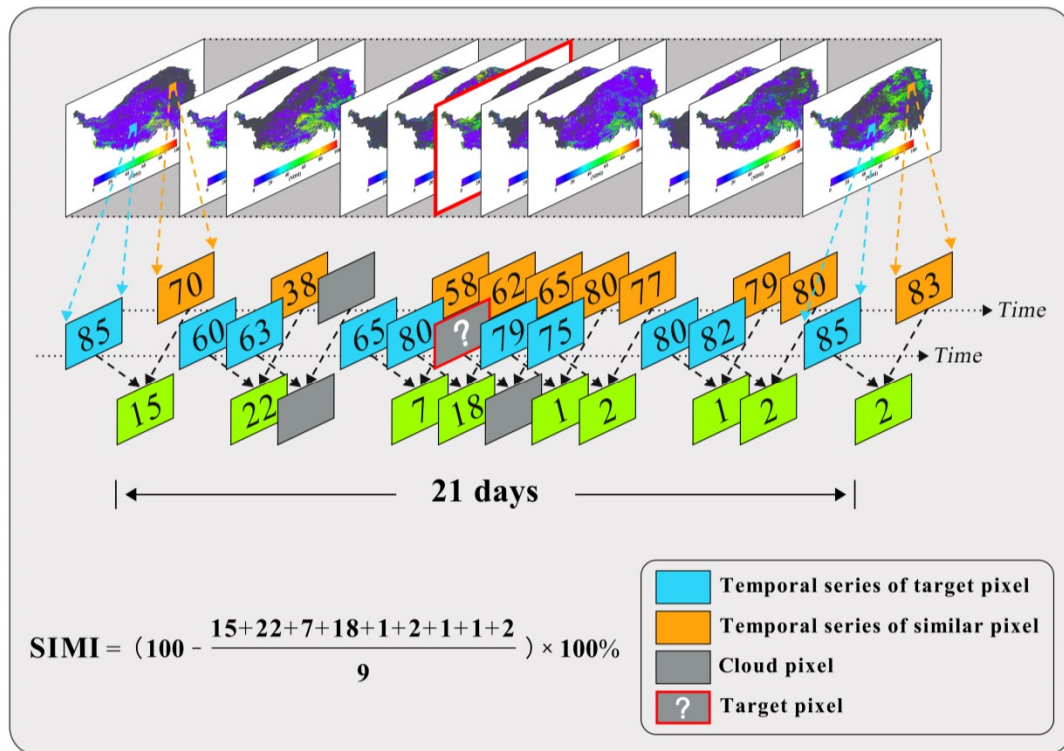 70 38 58 62 65 80 77 79 80 83
Time
85 60 63 65 80 ? 79 75 80 82 85
Time
15 22 7 18 1 2 1 2 2
21 days
SIMI = (100 - 15+22+7+18+1+2+1+1+2 / 9) × 100%
Temporal series of target pixel
Temporal series of similar pixel
Cloud pixel
? Target pixel